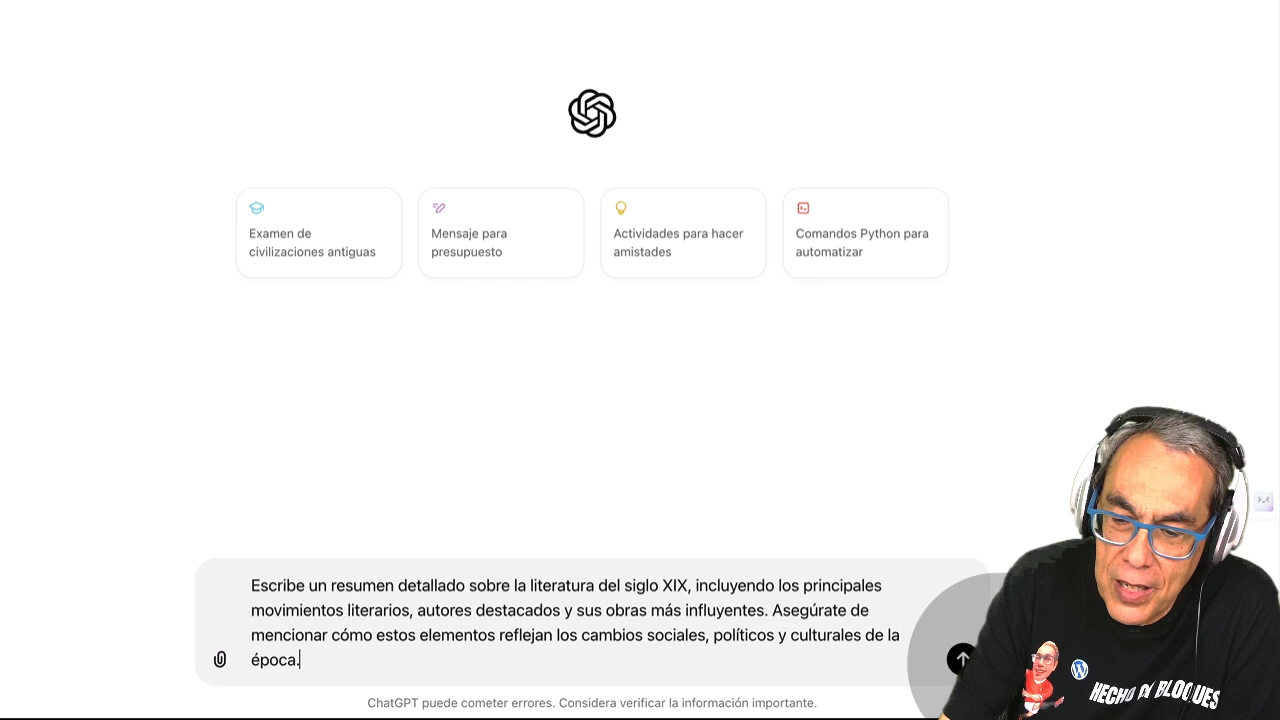 Examen de
civilizaciones antiguas
Mensaje para
presupuesto
Actividades para hacer
amistades
Comandos Python para
automatizar
Escribe un resumen detallado sobre la literatura del siglo XIX, incluyendo los principales
movimientos literarios, autores destacados y sus obras más influyentes. Asegúrate de
mencionar cómo estos elementos reflejan los cambios sociales, políticos y culturales de la
época.
ChatGPT puede cometer errores. Considera verificar la información importante.
HECHO BLOQUES